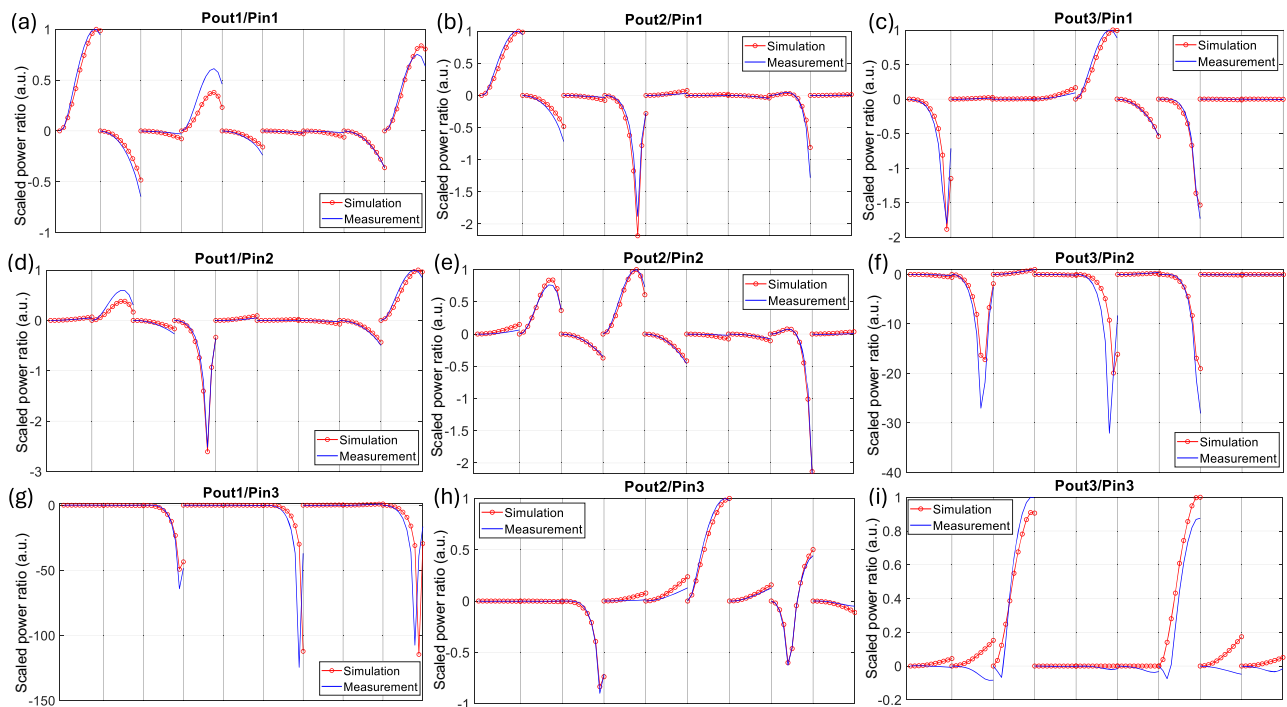 (a) Pout1/Pin1
Scaled power ratio (a.u.)
1
0.5
0
-0.5
-1
Simulation
Measurement
(b) Pout2/Pin1
Scaled power ratio (a.u.)
1
0.5
0
-0.5
-1
-1.5
-2
Simulation
Measurement
(c) Pout3/Pin1
Scaled power ratio (a.u.)
1
0.5
0
-0.5
-1
-1.5
-2
Simulation
Measurement
(d) Pout1/Pin2
Scaled power ratio (a.u.)
1
0
-1
-2
-3
Simulation
Measurement
(e) Pout2/Pin2
Scaled power ratio (a.u.)
1
0.5
0
-0.5
-1
-1.5
-2
Simulation
Measurement
(f) Pout3/Pin2
Scaled power ratio (a.u.)
0
-10
-20
-30
-40
Simulation
Measurement
(g) Pout1/Pin3
Scaled power ratio (a.u.)
0
-50
-100
-150
Simulation
Measurement
(h) Pout2/Pin3
Scaled power ratio (a.u.)
1
0.5
0
-0.5
-1
Simulation
Measurement
(i) Pout3/Pin3
Scaled power ratio (a.u.)
1
0.8
0.6
0.4
0.2
0
-0.2
Simulation
Measurement